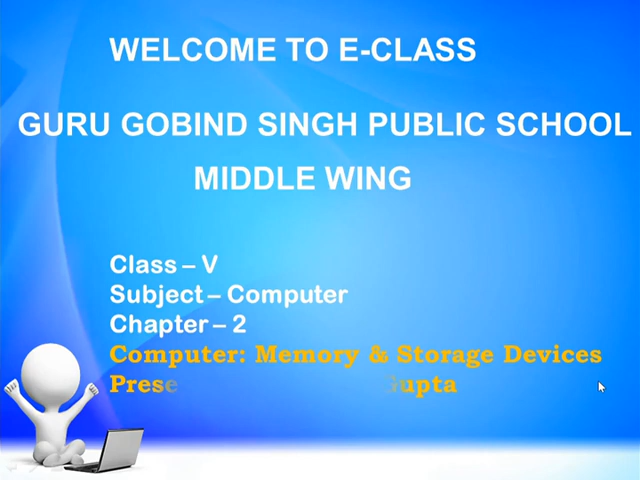 WELCOME TO E-CLASS
GURU GOBIND SINGH PUBLIC SCHOOL
MIDDLE WING
Class – V
Subject – Computer
Chapter – 2
Computer: Memory & Storage Devices